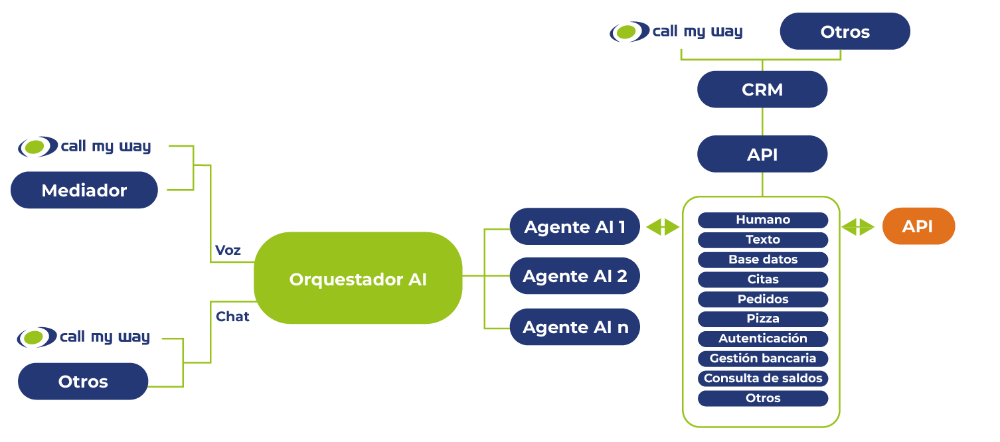 call my way
Mediador
Voz
Chat
call my way
Otros
Orquestador AI
Agente AI 1
Agente AI 2
Agente AI n
call my way
Otros
CRM
API
Humano
Texto
Base datos
Citas
Pedidos
Pizza
Autenticación
Gestión bancaria
Consulta de saldos
Otros
API